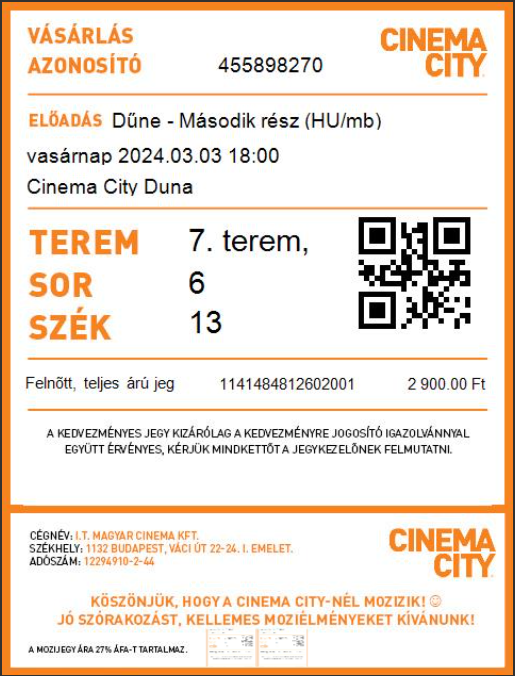 VÁSÁRLÁS
AZONOSÍTÓ 455898270
CINEMA
CITY
ELŐADÁS Dűne - Második rész (HU/mb)
vasárnap 2024.03.03 18:00
Cinema City Duna
TEREM 7. terem,
SOR 6
SZÉK 13
Felnõtt, teljes árú jeg 1141484812602001 2 900.00 Ft
A KEDVEZMÉNYES JEGY KIZÁRÓLAG A KEDVEZMÉNYRE JOGOSÍTÓ IGAZOLVÁNNYAL
EGYÜTT ÉRVÉNYES, KÉRJÜK MINDKETTŐT A JEGYKEZELŐNEK FELMUTATNI.
CÉGNÉV: I.T. MAGYAR CINEMA KFT.
SZÉKHELY: 1132 BUDAPEST, VÁCI ÚT 22-24. I. EMELET.
ADÓSZÁM: 12294910-2-44
CINEMA
CITY
KÖSZÖNJÜK, HOGY A CINEMA CITY-NÉL MOZIZIK! ☺
JÓ SZÓRAKOZÁST, KELLEMES MOZIÉLMÉNYEKET KÍVÁNUNK!
A MOZIJEGY ÁRA 27% ÁFA-T TARTALMAZ.